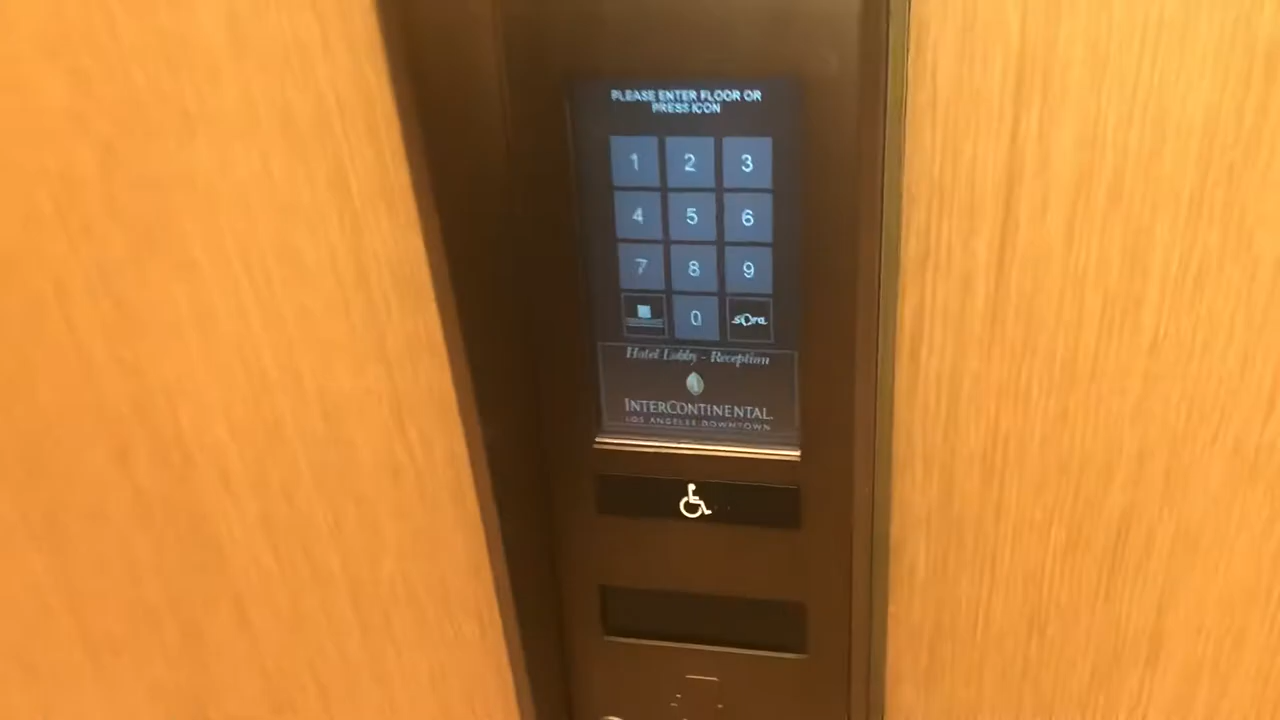 PLEASE ENTER FLOOR OR
PRESS ICON
1 2 3
4 5 6
7 8 9
0 sora
Hotel Lobby - Reception
INTERCONTINENTAL.
LOS ANGELES DOWNTOWN